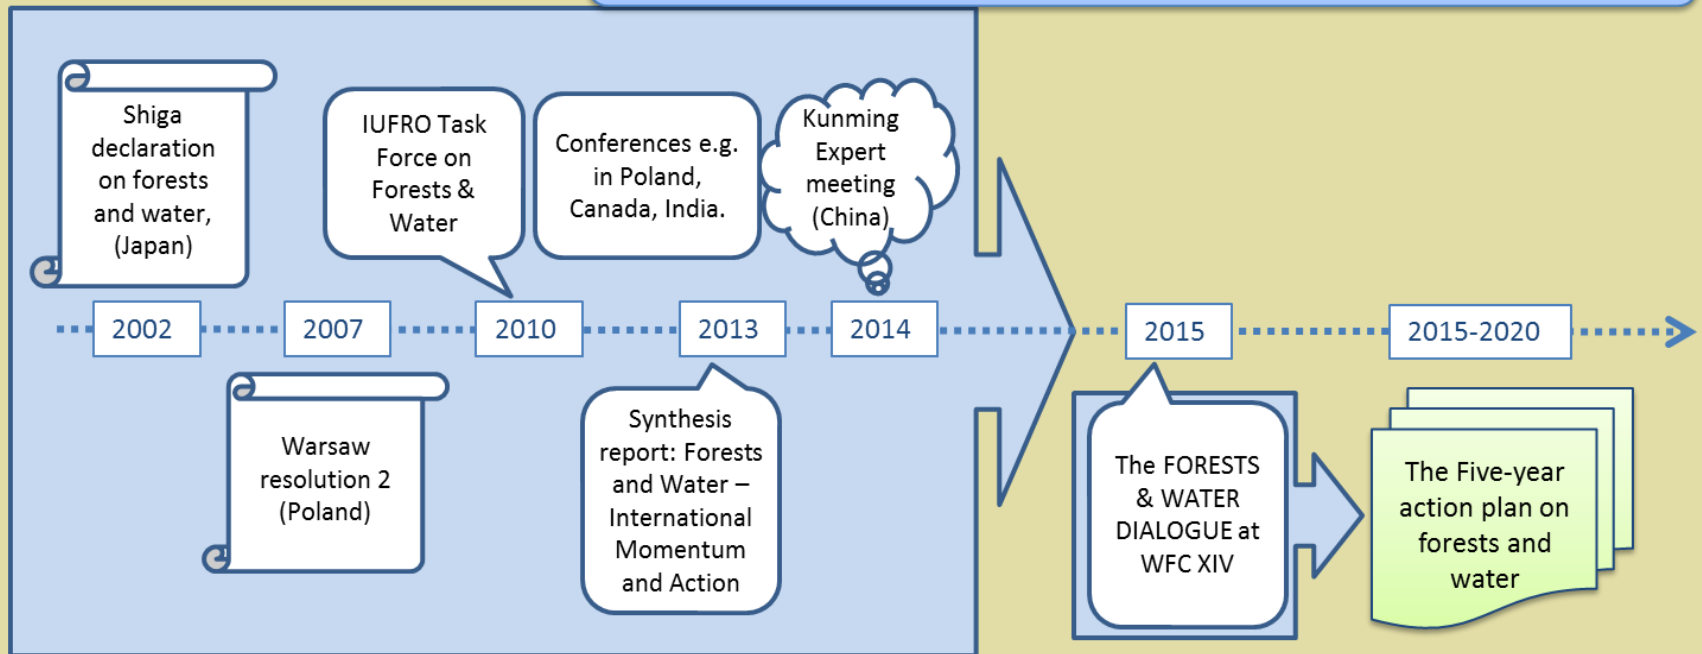 Shiga
declaration
on forests
and water,
(Japan)
IUFRO Task
Force on
Forests &
Water
Conferences e.g.
in Poland,
Canada, India.
Kunming
Expert
meeting
(China)
2002
2007
2010
2013
2014
2015
2015-2020
Warsaw
resolution 2
(Poland)
Synthesis
report: Forests
and Water –
International
Momentum
and Action
The FORESTS
& WATER
DIALOGUE at
WFC XIV
The Five-year
action plan on
forests and
water